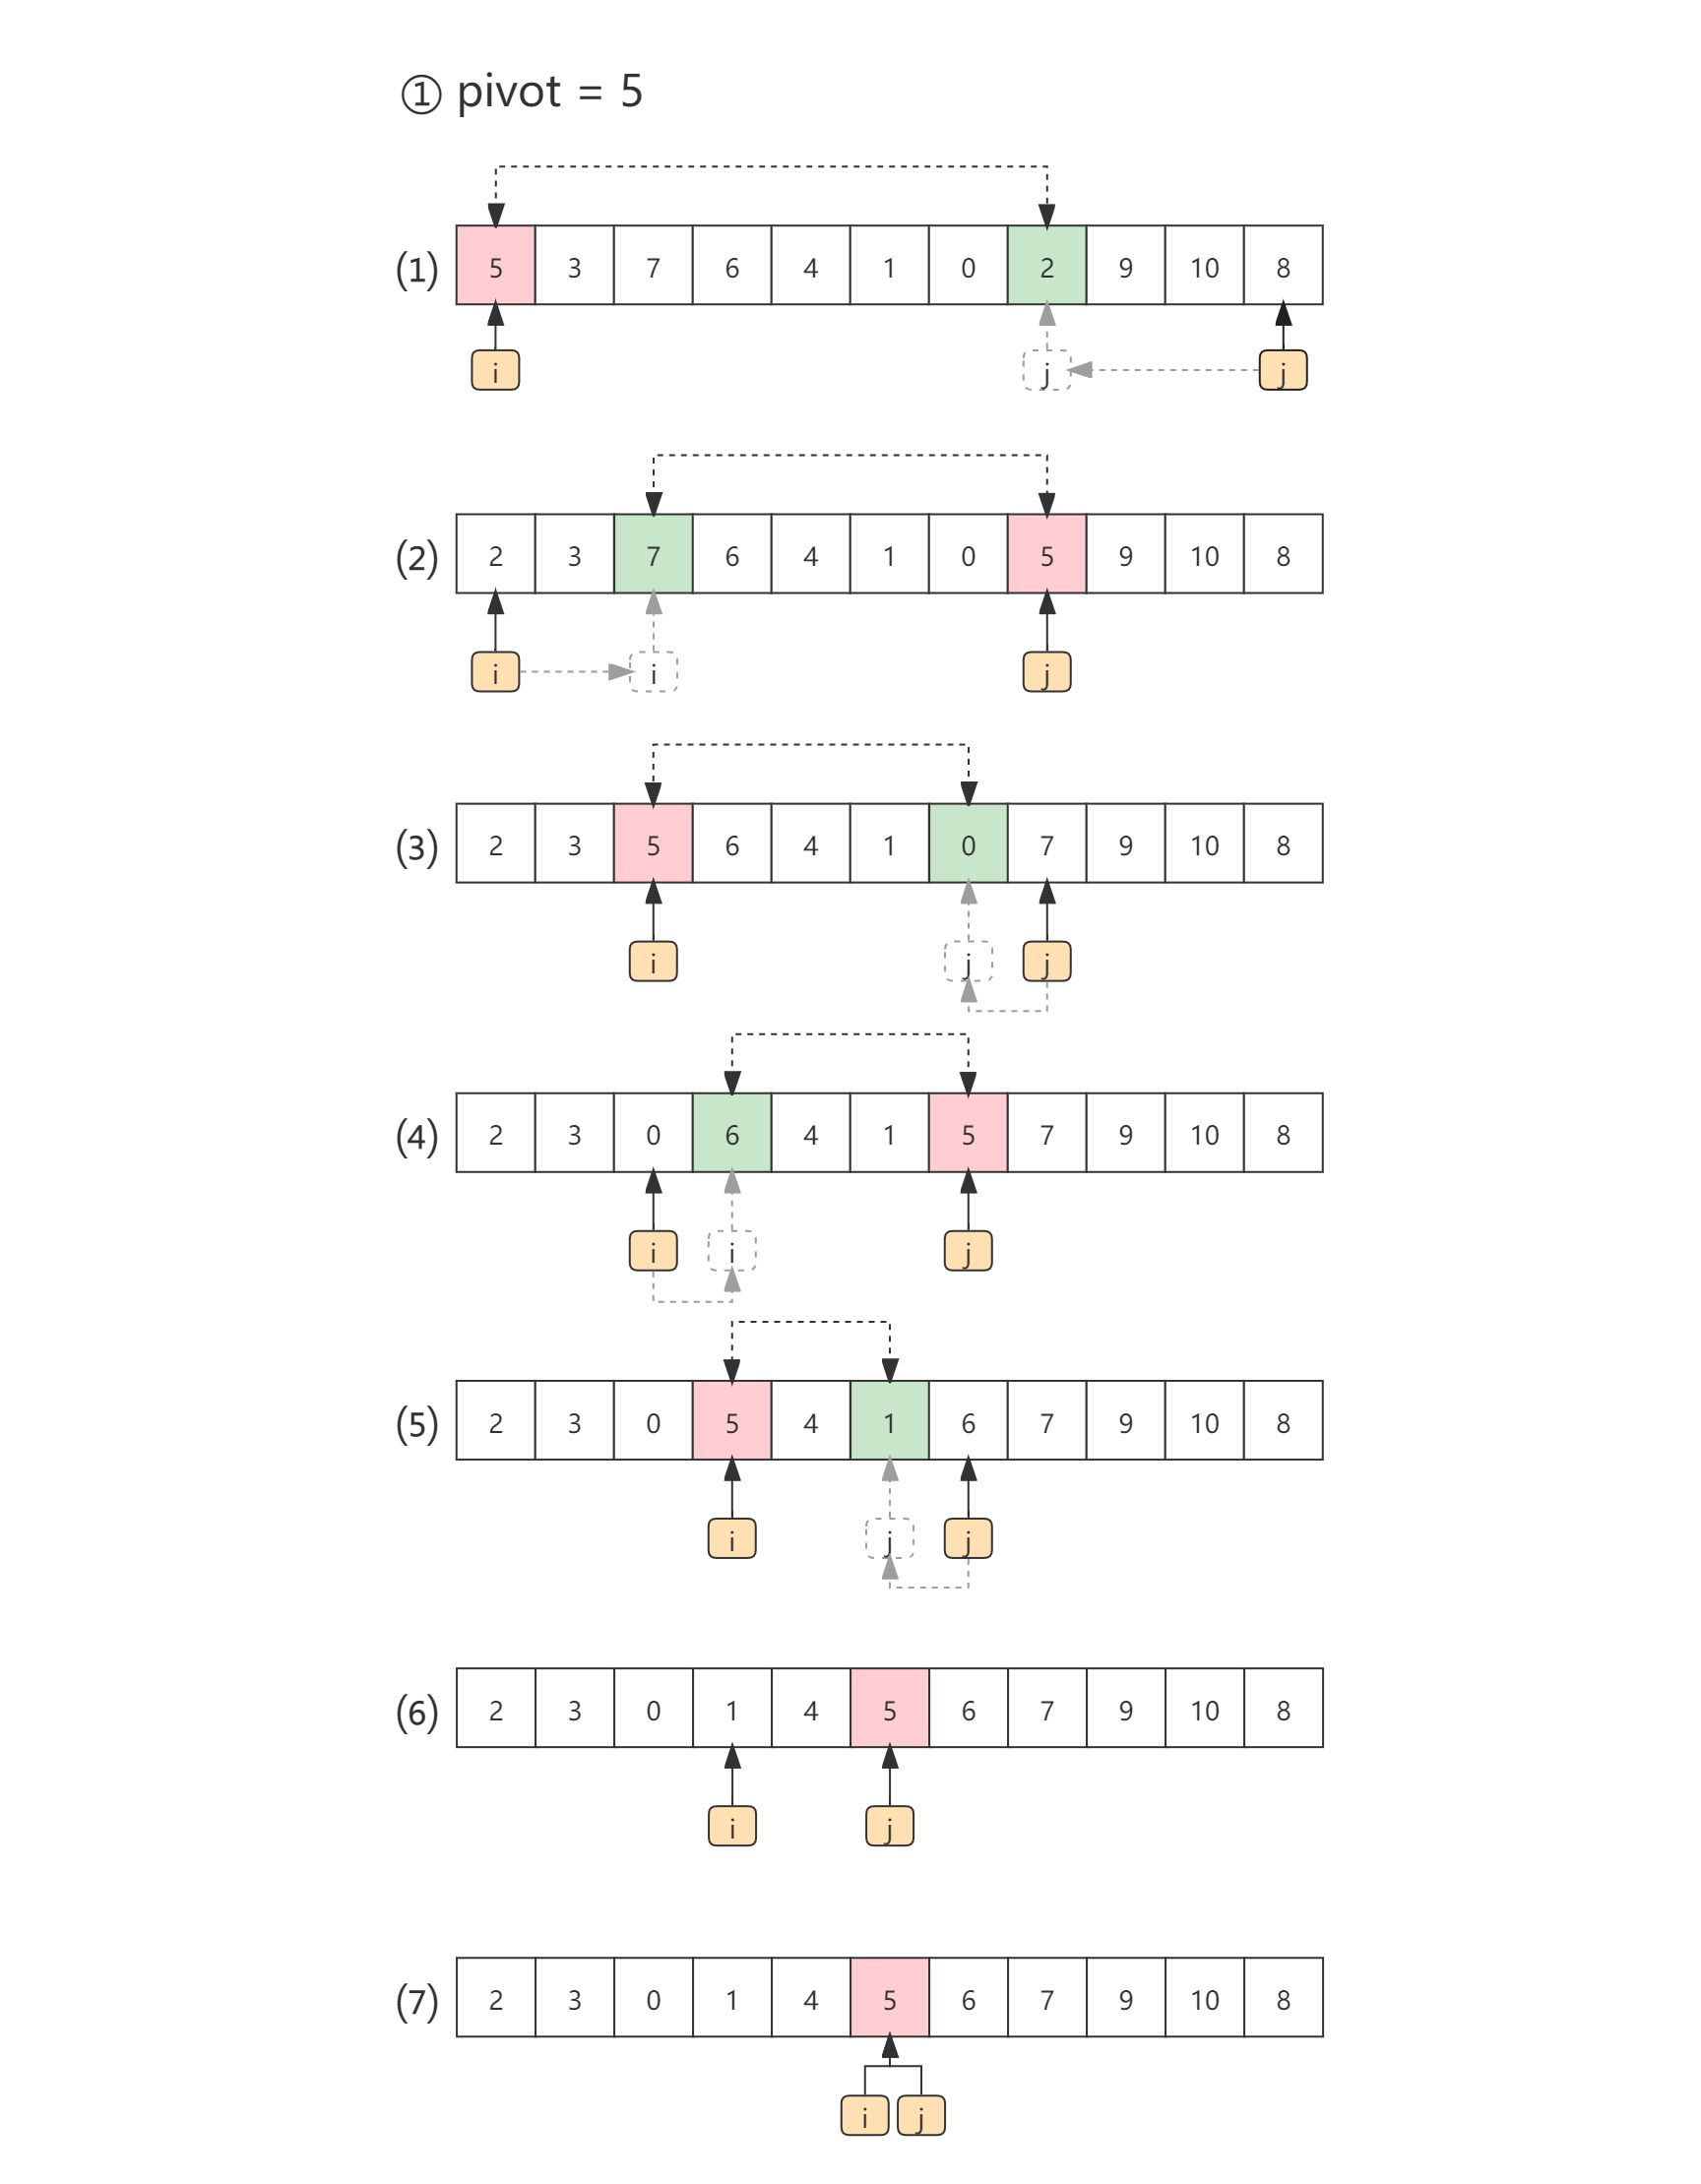 ① pivot = 5
(1) 5 3 7 6 4 1 0 2 9 10 8
i j j
(2) 2 3 7 6 4 1 0 5 9 10 8
i i j
(3) 2 3 5 6 4 1 0 7 9 10 8
i j j
(4) 2 3 0 6 4 1 5 7 9 10 8
i i j
(5) 2 3 0 5 4 1 6 7 9 10 8
i j j
(6) 2 3 0 1 4 5 6 7 9 10 8
i j
(7) 2 3 0 1 4 5 6 7 9 10 8
i j